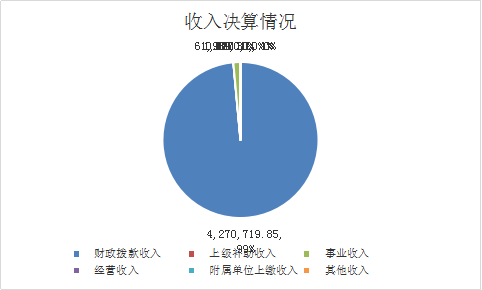 收入决算情况
4,270,719.85,
99%
财政拨款收入 上级补助收入 事业收入
经营收入 附属单位上缴收入 其他收入